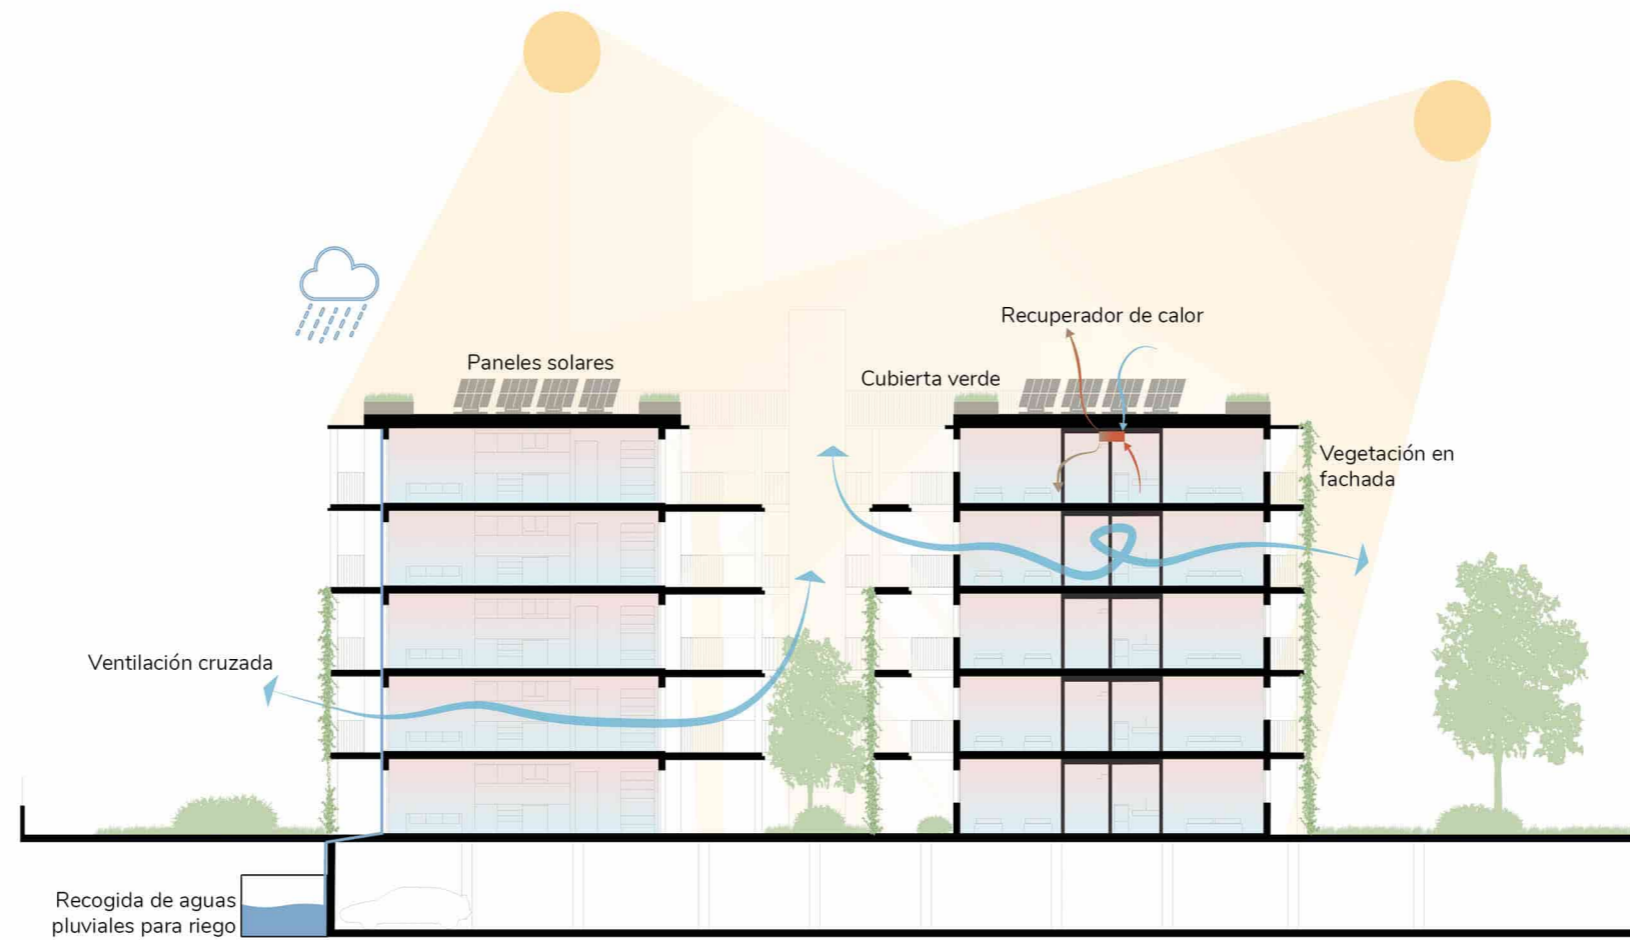 Recuperador de calor
Paneles solares
Cubierta verde
Vegetación en
fachada
Ventilación cruzada
Recogida de aguas
pluviales para riego